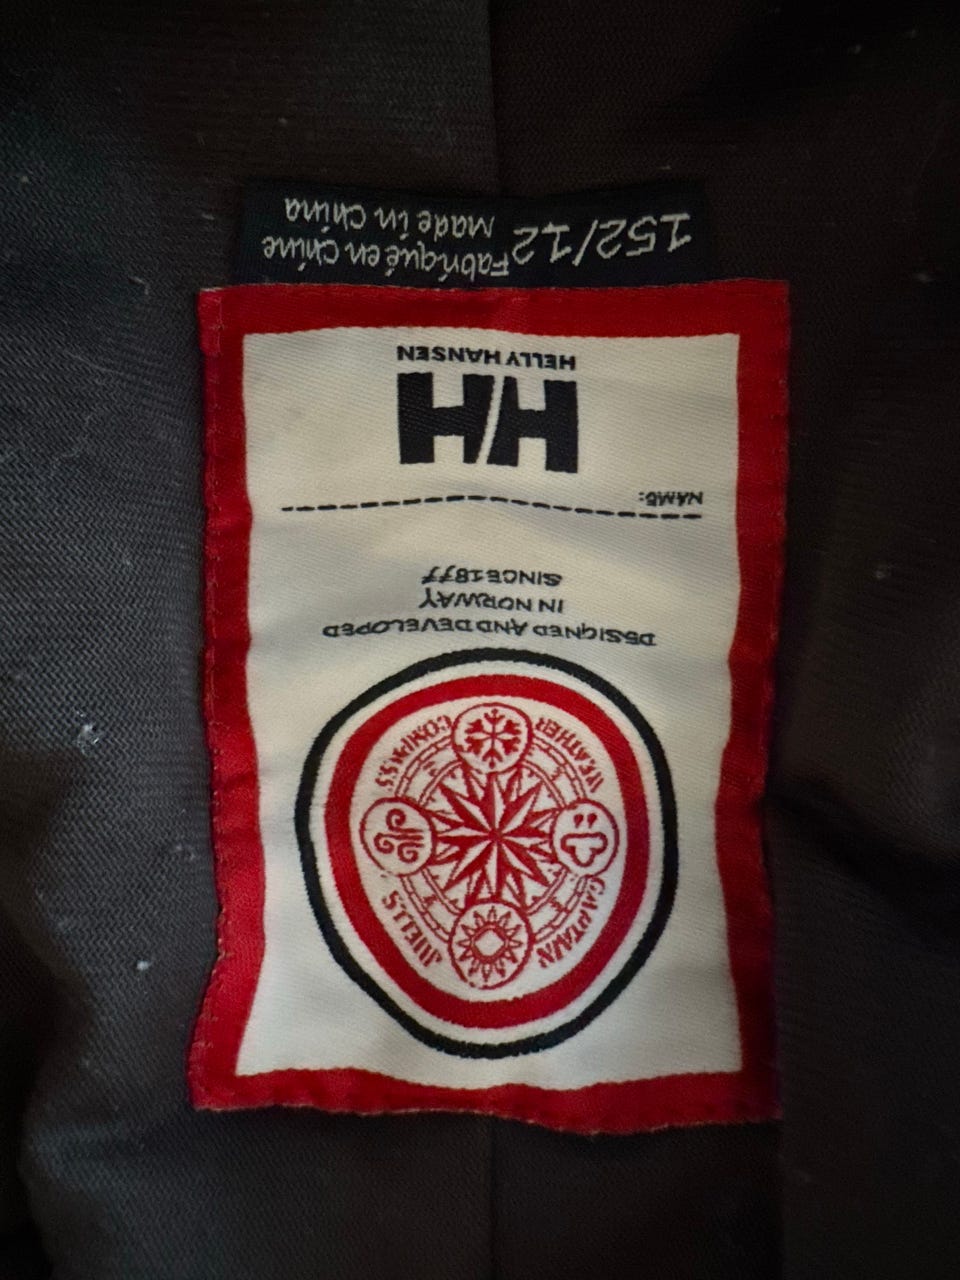 CAPTAIN JUELL'S
WEATHER COMPASS
DESIGNED AND DEVELOPED
IN NORWAY
SINCE 1877
NAME:
HH
HELLY HANSEN
152/12
Fabriqué en Chine
Made in China